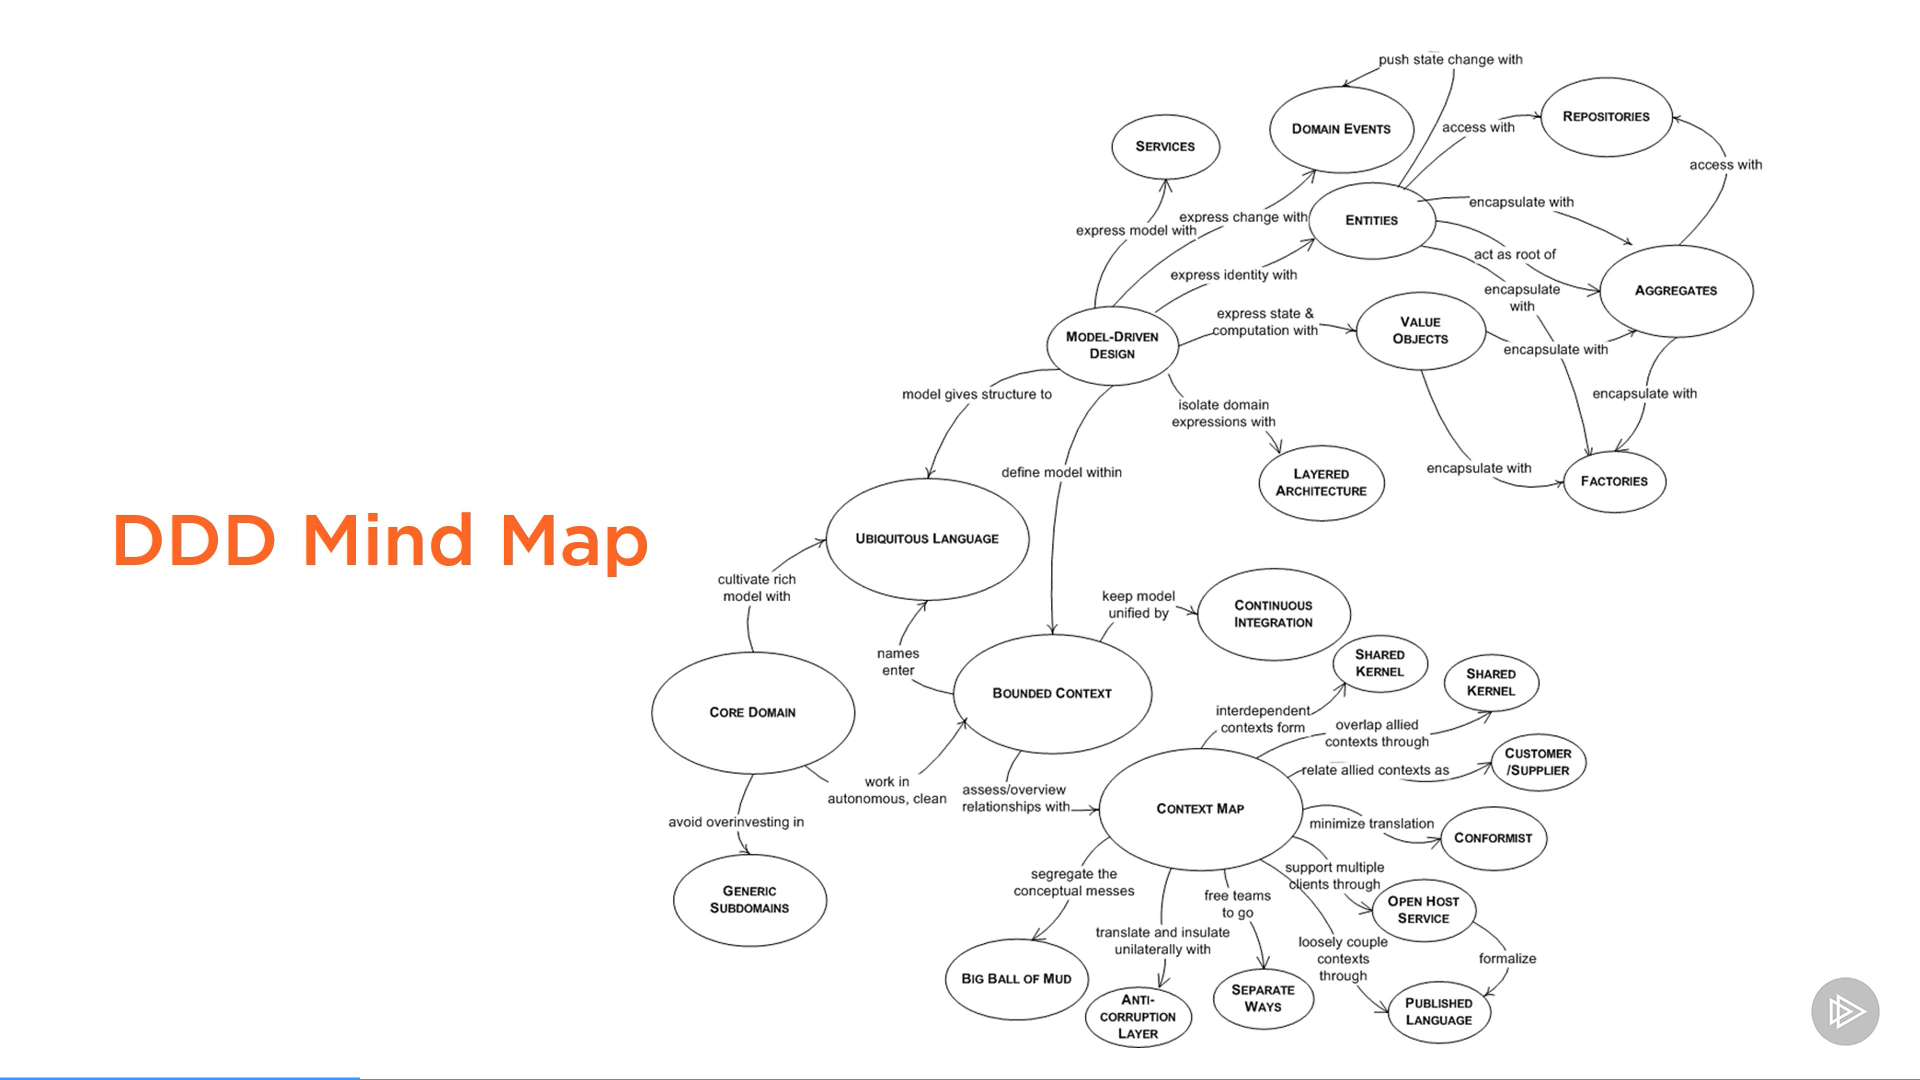 DDD Mind Map
push state change with
DOMAIN EVENTS
REPOSITORIES
access with
SERVICES
access with
encapsulate with
express change with
ENTITIES
express model with
act as root of
express identity with
encapsulate
with
AGGREGATES
express state &
computation with
VALUE
OBJECTS
MODEL-DRIVEN
DESIGN
encapsulate with
model gives structure to
isolate domain
expressions with
encapsulate with
define model within
encapsulate with
LAYERED
ARCHITECTURE
FACTORIES
UBIQUITOUS LANGUAGE
cultivate rich
model with
keep model
unified by
CONTINUOUS
INTEGRATION
names
enter
SHARED
KERNEL
SHARED
KERNEL
BOUNDED CONTEXT
CORE DOMAIN
interdependent
contexts form
overlap allied
contexts through
CUSTOMER
/SUPPLIER
relate allied contexts as
work in
autonomous, clean
assess/overview
relationships with
CONTEXT MAP
avoid overinvesting in
minimize translation
CONFORMIST
segregate the
conceptual messes
support multiple
clients through
GENERIC
SUBDOMAINS
free teams
to go
OPEN HOST
SERVICE
translate and insulate
unilaterally with
loosely couple
contexts
through
formalize
BIG BALL OF MUD
SEPARATE
WAYS
ANTI-
CORRUPTION
LAYER
PUBLISHED
LANGUAGE